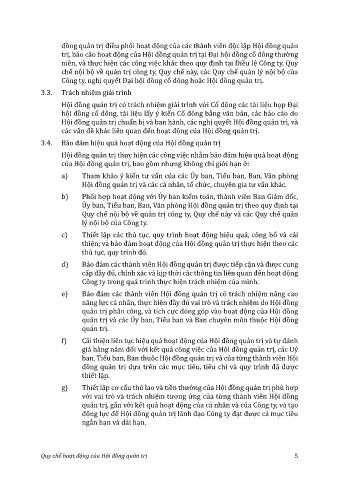 đồng quản trị điều phối hoạt động của các thành viên độc lập Hội đồng quản
trị, báo cáo hoạt động của Hội đồng quản trị tại Đại hội đồng cổ đông thường
niên, và thực hiện các công việc khác theo quy định tại Điều lệ Công ty, Quy
chế nội bộ về quản trị công ty, Quy chế này, các Quy chế quản lý nội bộ của
Công ty, nghị quyết Đại hội đồng cổ đông hoặc Hội đồng quản trị.
3.3. Trách nhiệm giải trình
Hội đồng quản trị có trách nhiệm giải trình với Cổ đông các tài liệu họp Đại
hội đồng cổ đông, tài liệu lấy ý kiến Cổ đông bằng văn bản, các báo cáo do
Hội đồng quản trị chuẩn bị và ban hành, các nghị quyết Hội đồng quản trị, và
các vấn đề khác liên quan đến hoạt động của Hội đồng quản trị.
3.4. Bảo đảm hiệu quả hoạt động của Hội đồng quản trị
Hội đồng quản trị thực hiện các công việc nhằm bảo đảm hiệu quả hoạt động
của Hội đồng quản trị, bao gồm nhưng không chỉ giới hạn ở:
a) Tham khảo ý kiến tư vấn của các Ủy ban, Tiểu ban, Ban, Văn phòng
Hội đồng quản trị và các cá nhân, tổ chức, chuyên gia tư vấn khác.
b) Phối hợp hoạt động với Ủy ban kiểm toán, thành viên Ban Giám đốc,
Ủy ban, Tiểu ban, Ban, Văn phòng Hội đồng quản trị theo quy định tại
Quy chế nội bộ về quản trị công ty, Quy chế này và các Quy chế quản
lý nội bộ của Công ty.
c) Thiết lập các thủ tục, quy trình hoạt động hiệu quả, công bố và cải
thiện; và bảo đảm hoạt động của Hội đồng quản trị thực hiện theo các
thủ tục, quy trình đó.
d) Bảo đảm các thành viên Hội đồng quản trị được tiếp cận và được cung
cấp đầy đủ, chính xác và kịp thời các thông tin liên quan đến hoạt động
Công ty trong quá trình thực hiện trách nhiệm của mình.
e) Bảo đảm các thành viên Hội đồng quản trị có trách nhiệm nâng cao
năng lực cá nhân, thực hiện đầy đủ vai trò và trách nhiệm do Hội đồng
quản trị phân công, và tích cực đóng góp vào hoạt động của Hội đồng
quản trị và các Ủy ban, Tiểu ban và Ban chuyên môn thuộc Hội đồng
quản trị.
f) Cải thiện liên tục hiệu quả hoạt động của Hội đồng quản trị và tự đánh
giá hằng năm đối với kết quả công việc của Hội đồng quản trị, các Uỷ
ban, Tiểu ban, Ban thuộc Hội đồng quản trị và của từng thành viên Hội
đồng quản trị dựa trên các mục tiêu, tiêu chí và quy trình đã được
thiết lập.
g) Thiết lập cơ cấu thù lao và tiền thưởng của Hội đồng quản trị phù hợp
với vai trò và trách nhiệm tương ứng của từng thành viên Hội đồng
quản trị, gắn với kết quả hoạt động của cá nhân và của Công ty, và tạo
động lực để Hội đồng quản trị lãnh đạo Công ty đạt được cả mục tiêu
ngắn hạn và dài hạn.
Quy chế hoạt động của Hội đồng quản trị 5